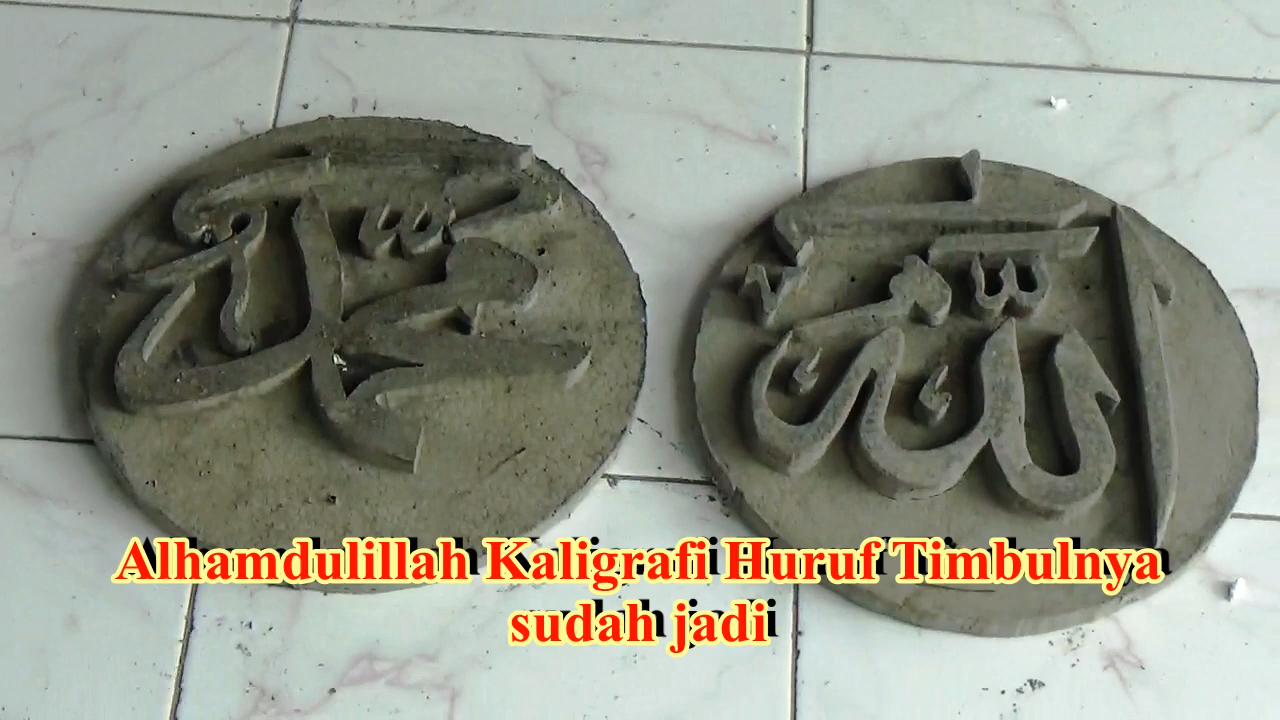 محمد
الله
Alhamdulillah Kaligrafi Huruf Timbulnya
sudah jadi